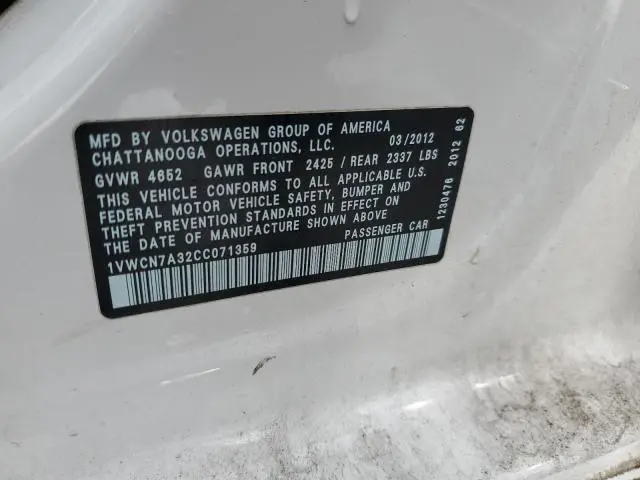 MFD BY VOLKSWAGEN GROUP OF AMERICA
CHATTANOOGA OPERATIONS, LLC. 03/2012
GVWR 4652 GAWR FRONT 2425 / REAR 2337 LBS
THIS VEHICLE CONFORMS TO ALL APPLICABLE U.S.
FEDERAL MOTOR VEHICLE SAFETY, BUMPER AND
THEFT PREVENTION STANDARDS IN EFFECT ON
THE DATE OF MANUFACTURE SHOWN ABOVE
1VWCN7A32CC071359 PASSENGER CAR
1230476 2012 62